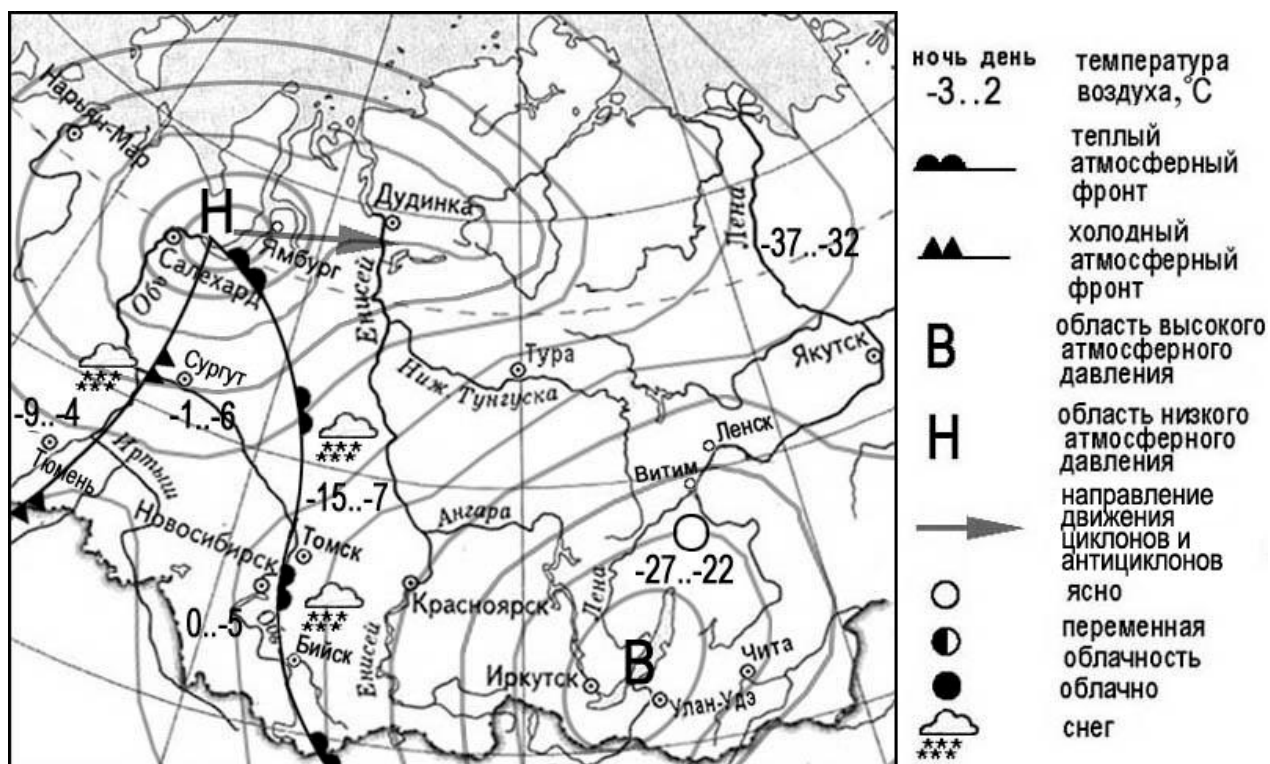 Нарьян-Мар
Н
Дудинка
Ямбург
Салехард
Обь
Енисей
Лена
-37..-32
Якутск
Тура
Ниж. Тунгуска
Сургут
-9..-4
-1..-6
Тюмень
Иртыш
Ленск
Витим
-15..-7
Ангара
Новосибирск
Томск
-27..-22
Лена
Красноярск
0..-5
Обь
Бийск
Енисей
Иркутск
В
Чита
Улан-Удэ
ночь день
-3..2
температура
воздуха,°С
теплый
атмосферный
фронт
холодный
атмосферный
фронт
В
область высокого
атмосферного
давления
Н
область низкого
атмосферного
давления
направление
движения
циклонов и
антициклонов
ясно
переменная
облачность
облачно
снег